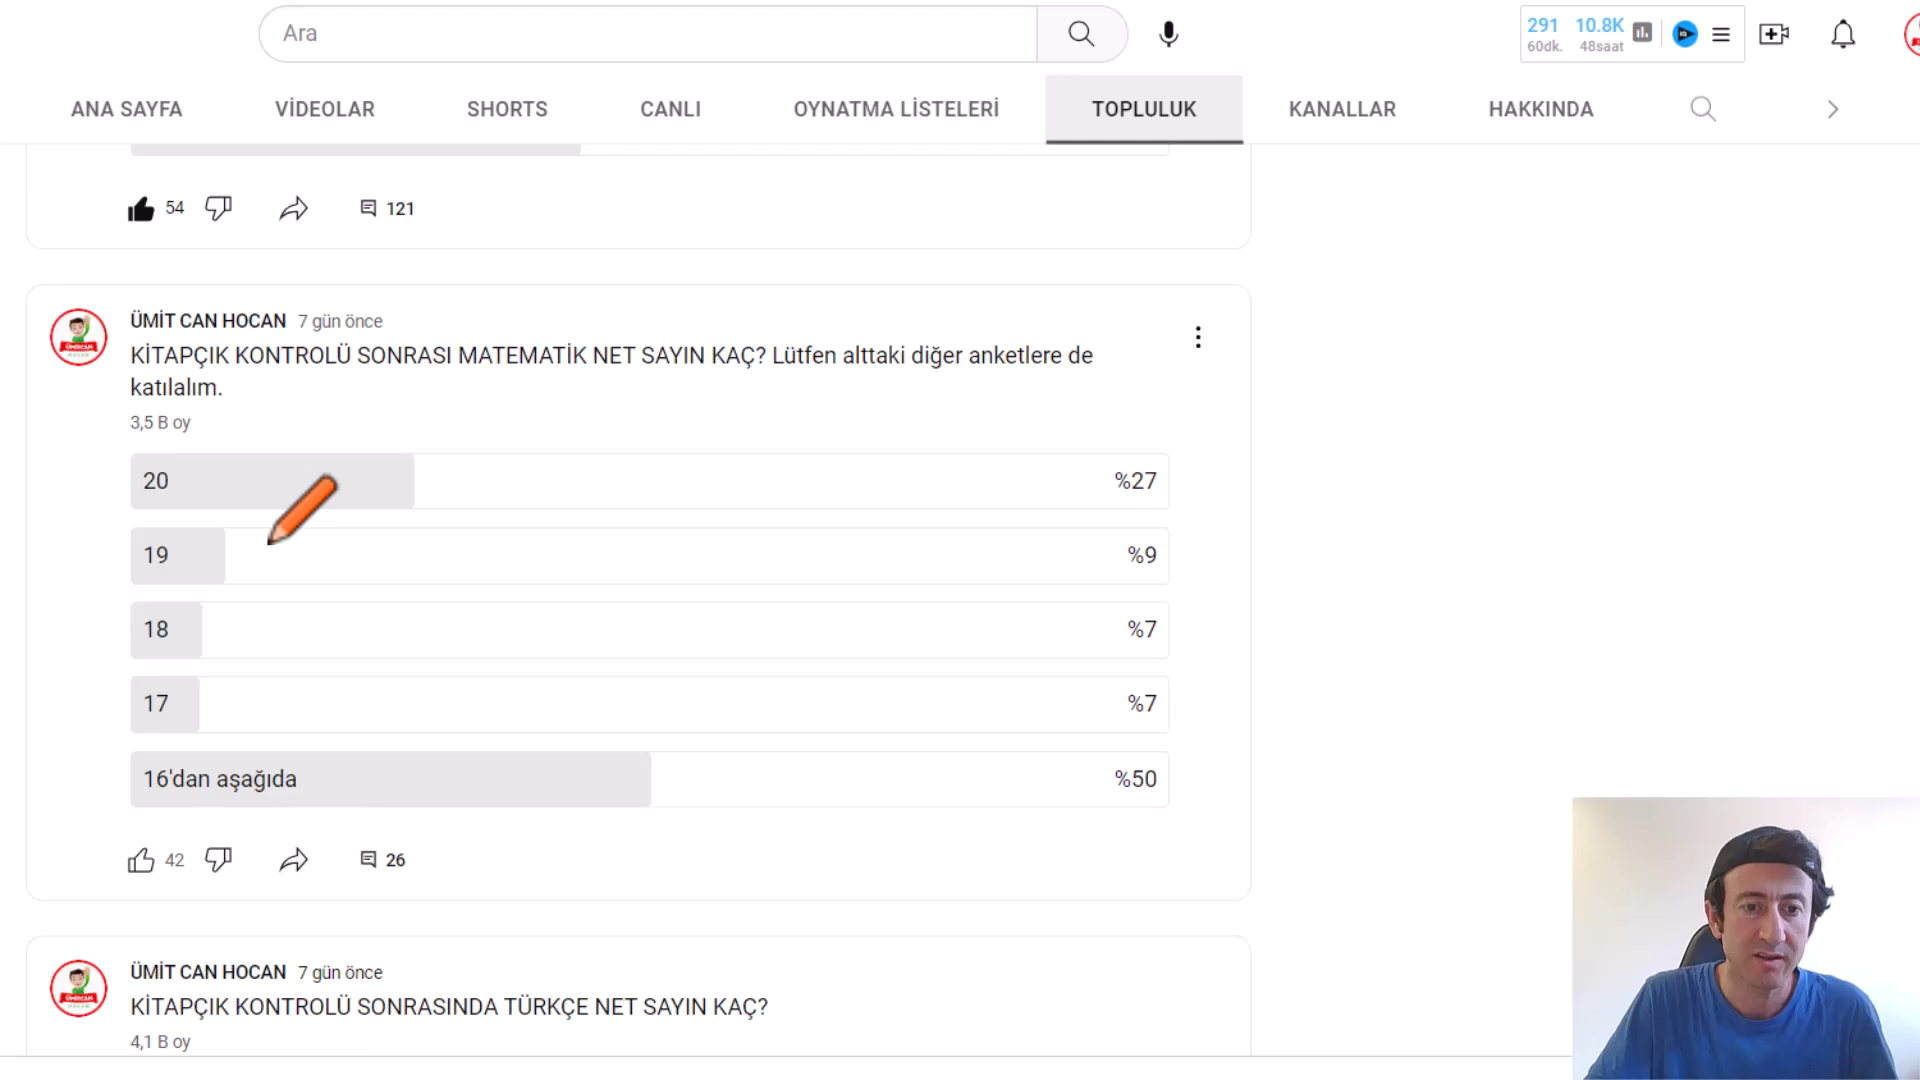 Ara
291 10.8K
60dk. 48saat
ANA SAYFA VİDEOLAR SHORTS CANLI OYNATMA LİSTELERİ TOPLULUK KANALLAR HAKKINDA
54 121
ÜMİT CAN HOCAN 7 gün önce
KİTAPÇIK KONTROLÜ SONRASI MATEMATİK NET SAYIN KAÇ? Lütfen alttaki diğer anketlere de
katılalım.
3,5 B oy
20 %27
19 %9
18 %7
17 %7
16'dan aşağıda %50
42 26
ÜMİT CAN HOCAN 7 gün önce
KİTAPÇIK KONTROLÜ SONRASINDA TÜRKÇE NET SAYIN KAÇ?
4,1 B oy